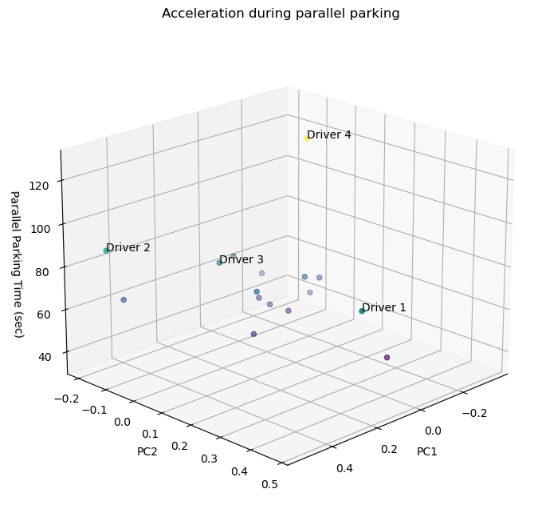 Acceleration during parallel parking
Driver 4
Driver 2
Driver 3
Driver 1
Parallel Parking Time (sec)
120
100
80
60
40
−0.2
−0.1
0.0
0.1
0.2
0.3
0.4
0.5
PC2
−0.2
0.0
0.2
0.4
PC1